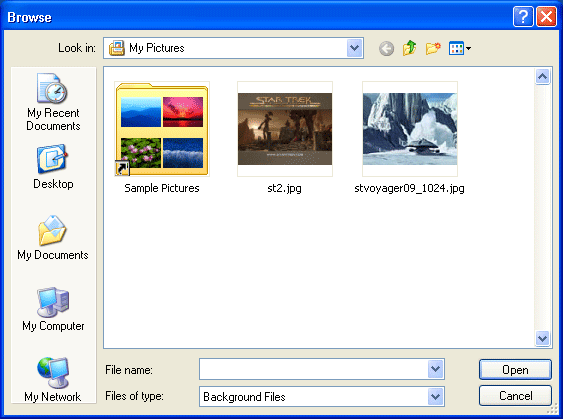 Browse
Look in:
My Pictures
My Recent
Documents
Desktop
My Documents
My Computer
My Network
STAR TREK
Sample Pictures
st2.jpg
stvoyager09_1024.jpg
File name:
Open
Files of type:
Background Files
Cancel